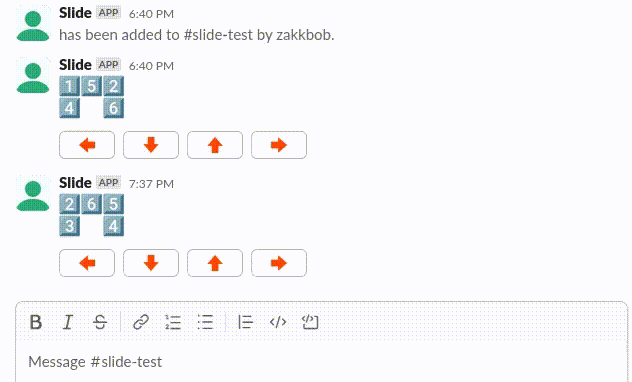 Slide APP 6:40 PM
has been added to #slide-test by zakkbob.
Slide APP 6:40 PM
1 5 2
4 6
Slide APP 7:37 PM
2 6 5
3 4
B I S
Message #slide-test